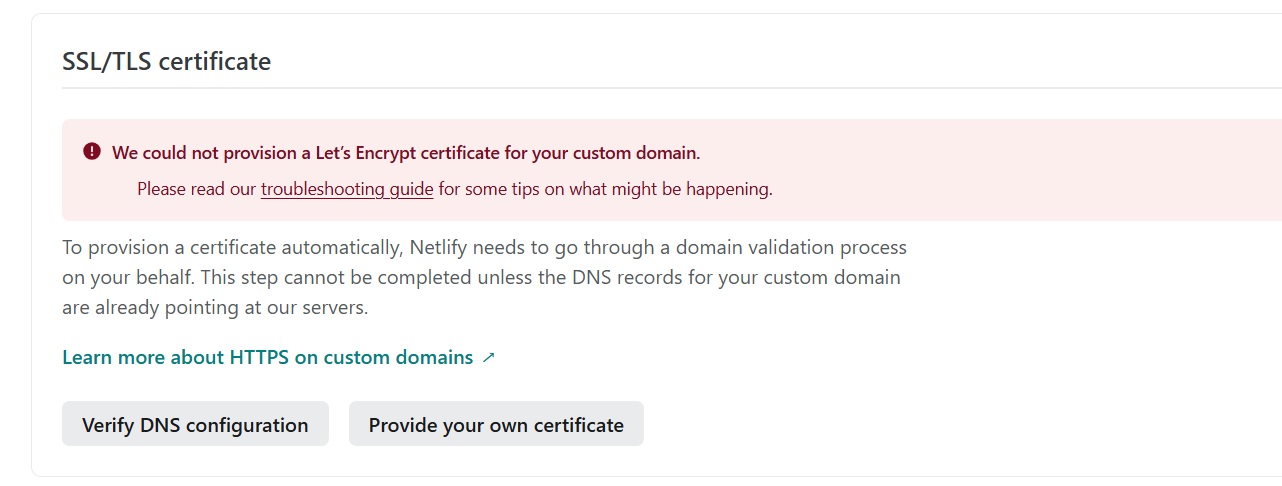 SSL/TLS certificate
We could not provision a Let's Encrypt certificate for your custom domain.
Please read our troubleshooting guide for some tips on what might be happening.
To provision a certificate automatically, Netlify needs to go through a domain validation process
on your behalf. This step cannot be completed unless the DNS records for your custom domain
are already pointing at our servers.
Learn more about HTTPS on custom domains ↗
Verify DNS configuration Provide your own certificate